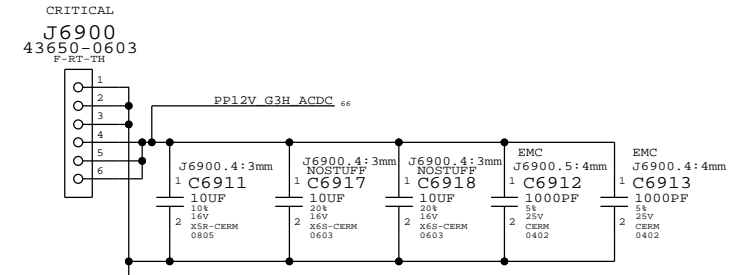 CRITICAL
J6900
43650-0603
F-RT-TH
1
2
3
4
5
6
PP12V_G3H_ACDC 66
J6900.4:3mm
1 C6911
10UF
10%
16V
2 X5R-CERM
0805
J6900.4:3mm
NOSTUFF
1 C6917
10UF
20%
16V
2 X6S-CERM
0603
J6900.4:3mm
NOSTUFF
1 C6918
10UF
20%
16V
2 X6S-CERM
0603
EMC
J6900.5:4mm
1 C6912
1000PF
5%
25V
2 CERM
0402
EMC
J6900.4:4mm
1 C6913
1000PF
5%
25V
2 CERM
0402